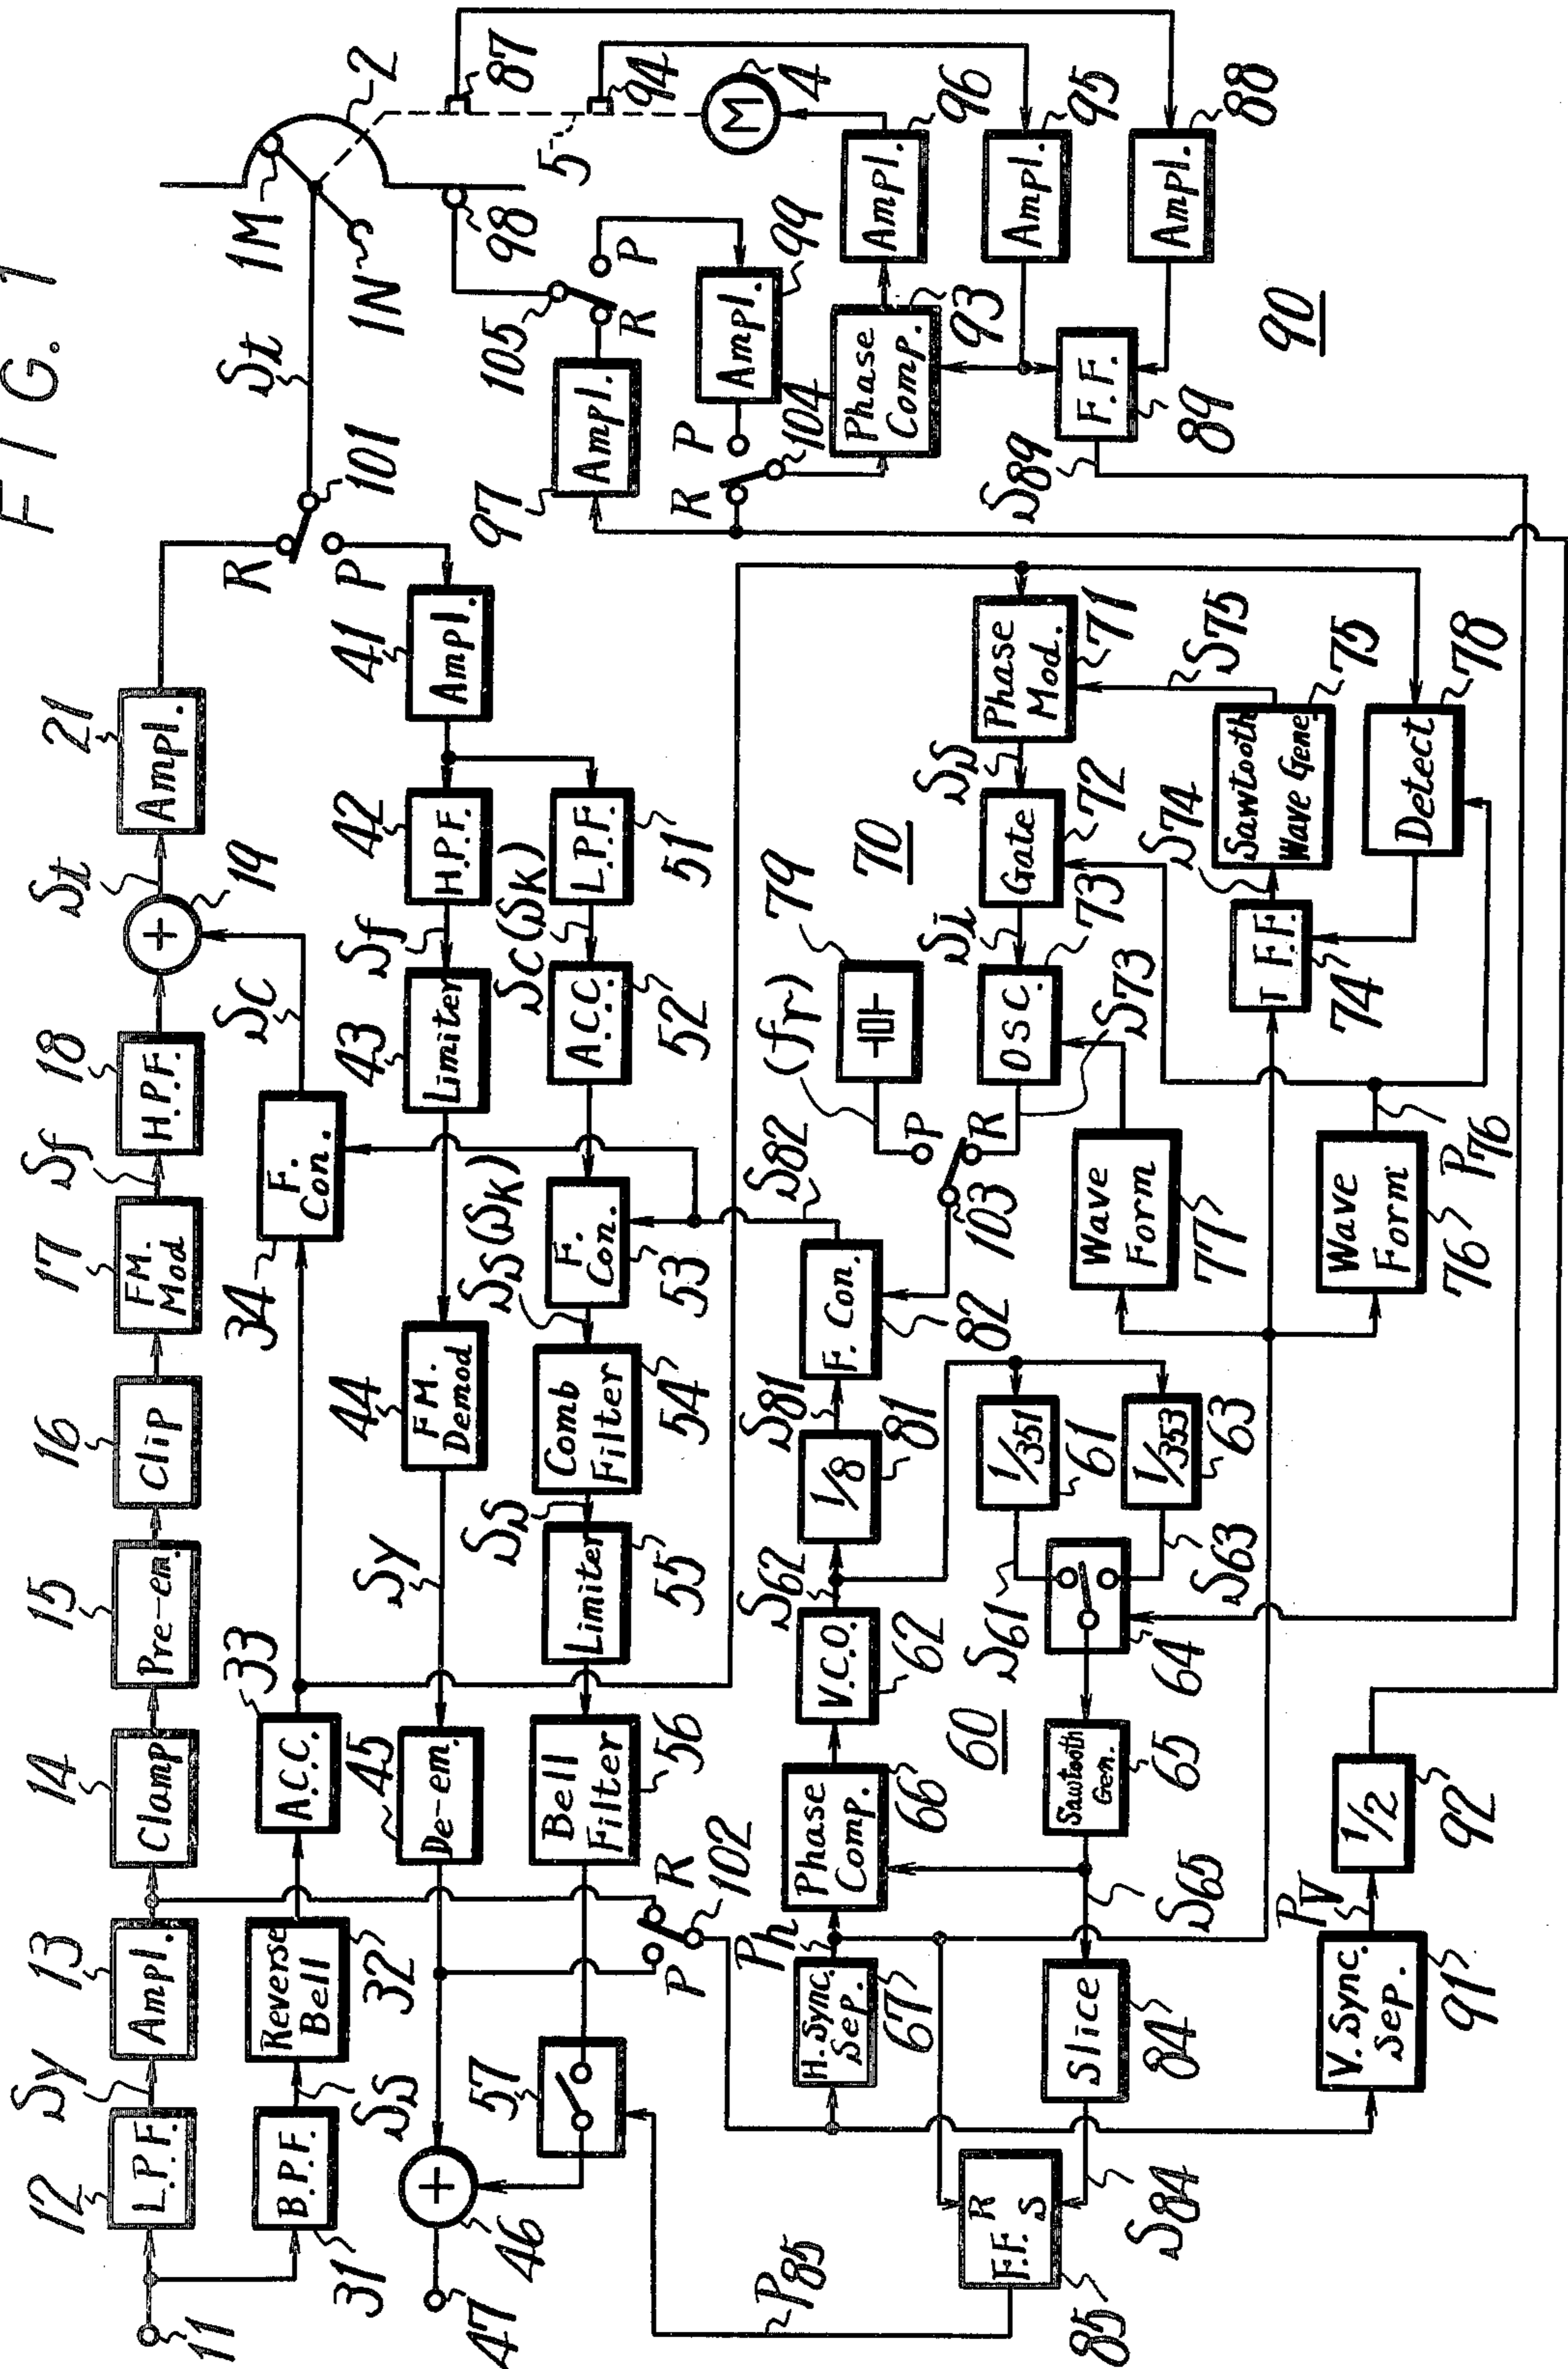 FIG. 1
11
12
L.P.F.
Sy
13
Ampl.
14
Clamp
15
Pre-em.
16
Clip
17
FM.
Mod
Sf
18
H.P.F.
19
+
St
21
Ampl.
R
P
101
St
1M
1N
2
31
B.P.F.
SS
Reverse
Bell
32
33
A.C.C.
34
F.
Con.
Sc
41
Ampl.
42
H.P.F.
Sf
43
Limiter
44
FM.
Demod
Sy
45
De-em.
46
+
47
L.P.F.
51
Sc(Sk)
A.C.C.
52
F.
Con.
53
SS(Sk)
Comb
Filter
54
SS
Limiter
55
Bell
Filter
56
57
R
P
102
P85
87
94
5
M
4
98
105
R
P
97
Ampl.
Ampl.
99
R
P
104
Phase
Comp.
93
Ampl.
96
Ampl.
95
Ampl.
88
F.F.
89
S89
90
H. Sync.
Sep.
67
Ph
Phase
Comp.
66
V.C.O.
62
S62
1/8
81
S81
F. Con.
82
S82
103
P
R
(fr)
79
70
60
1/351
61
1/353
63
S61
S63
64
Sawtooth
Gen.
65
S65
Slice
84
S84
R
F.F.
S
85
OSC.
73
S73
Si
Gate
72
SS
Phase
Mod.
71
S75
Sawtooth
Wave Gene.
75
S74
T F.F.
74
Detect
78
Wave
Form
77
Wave
Form
76
P76
V. Sync.
Sep.
91
PV
1/2
92